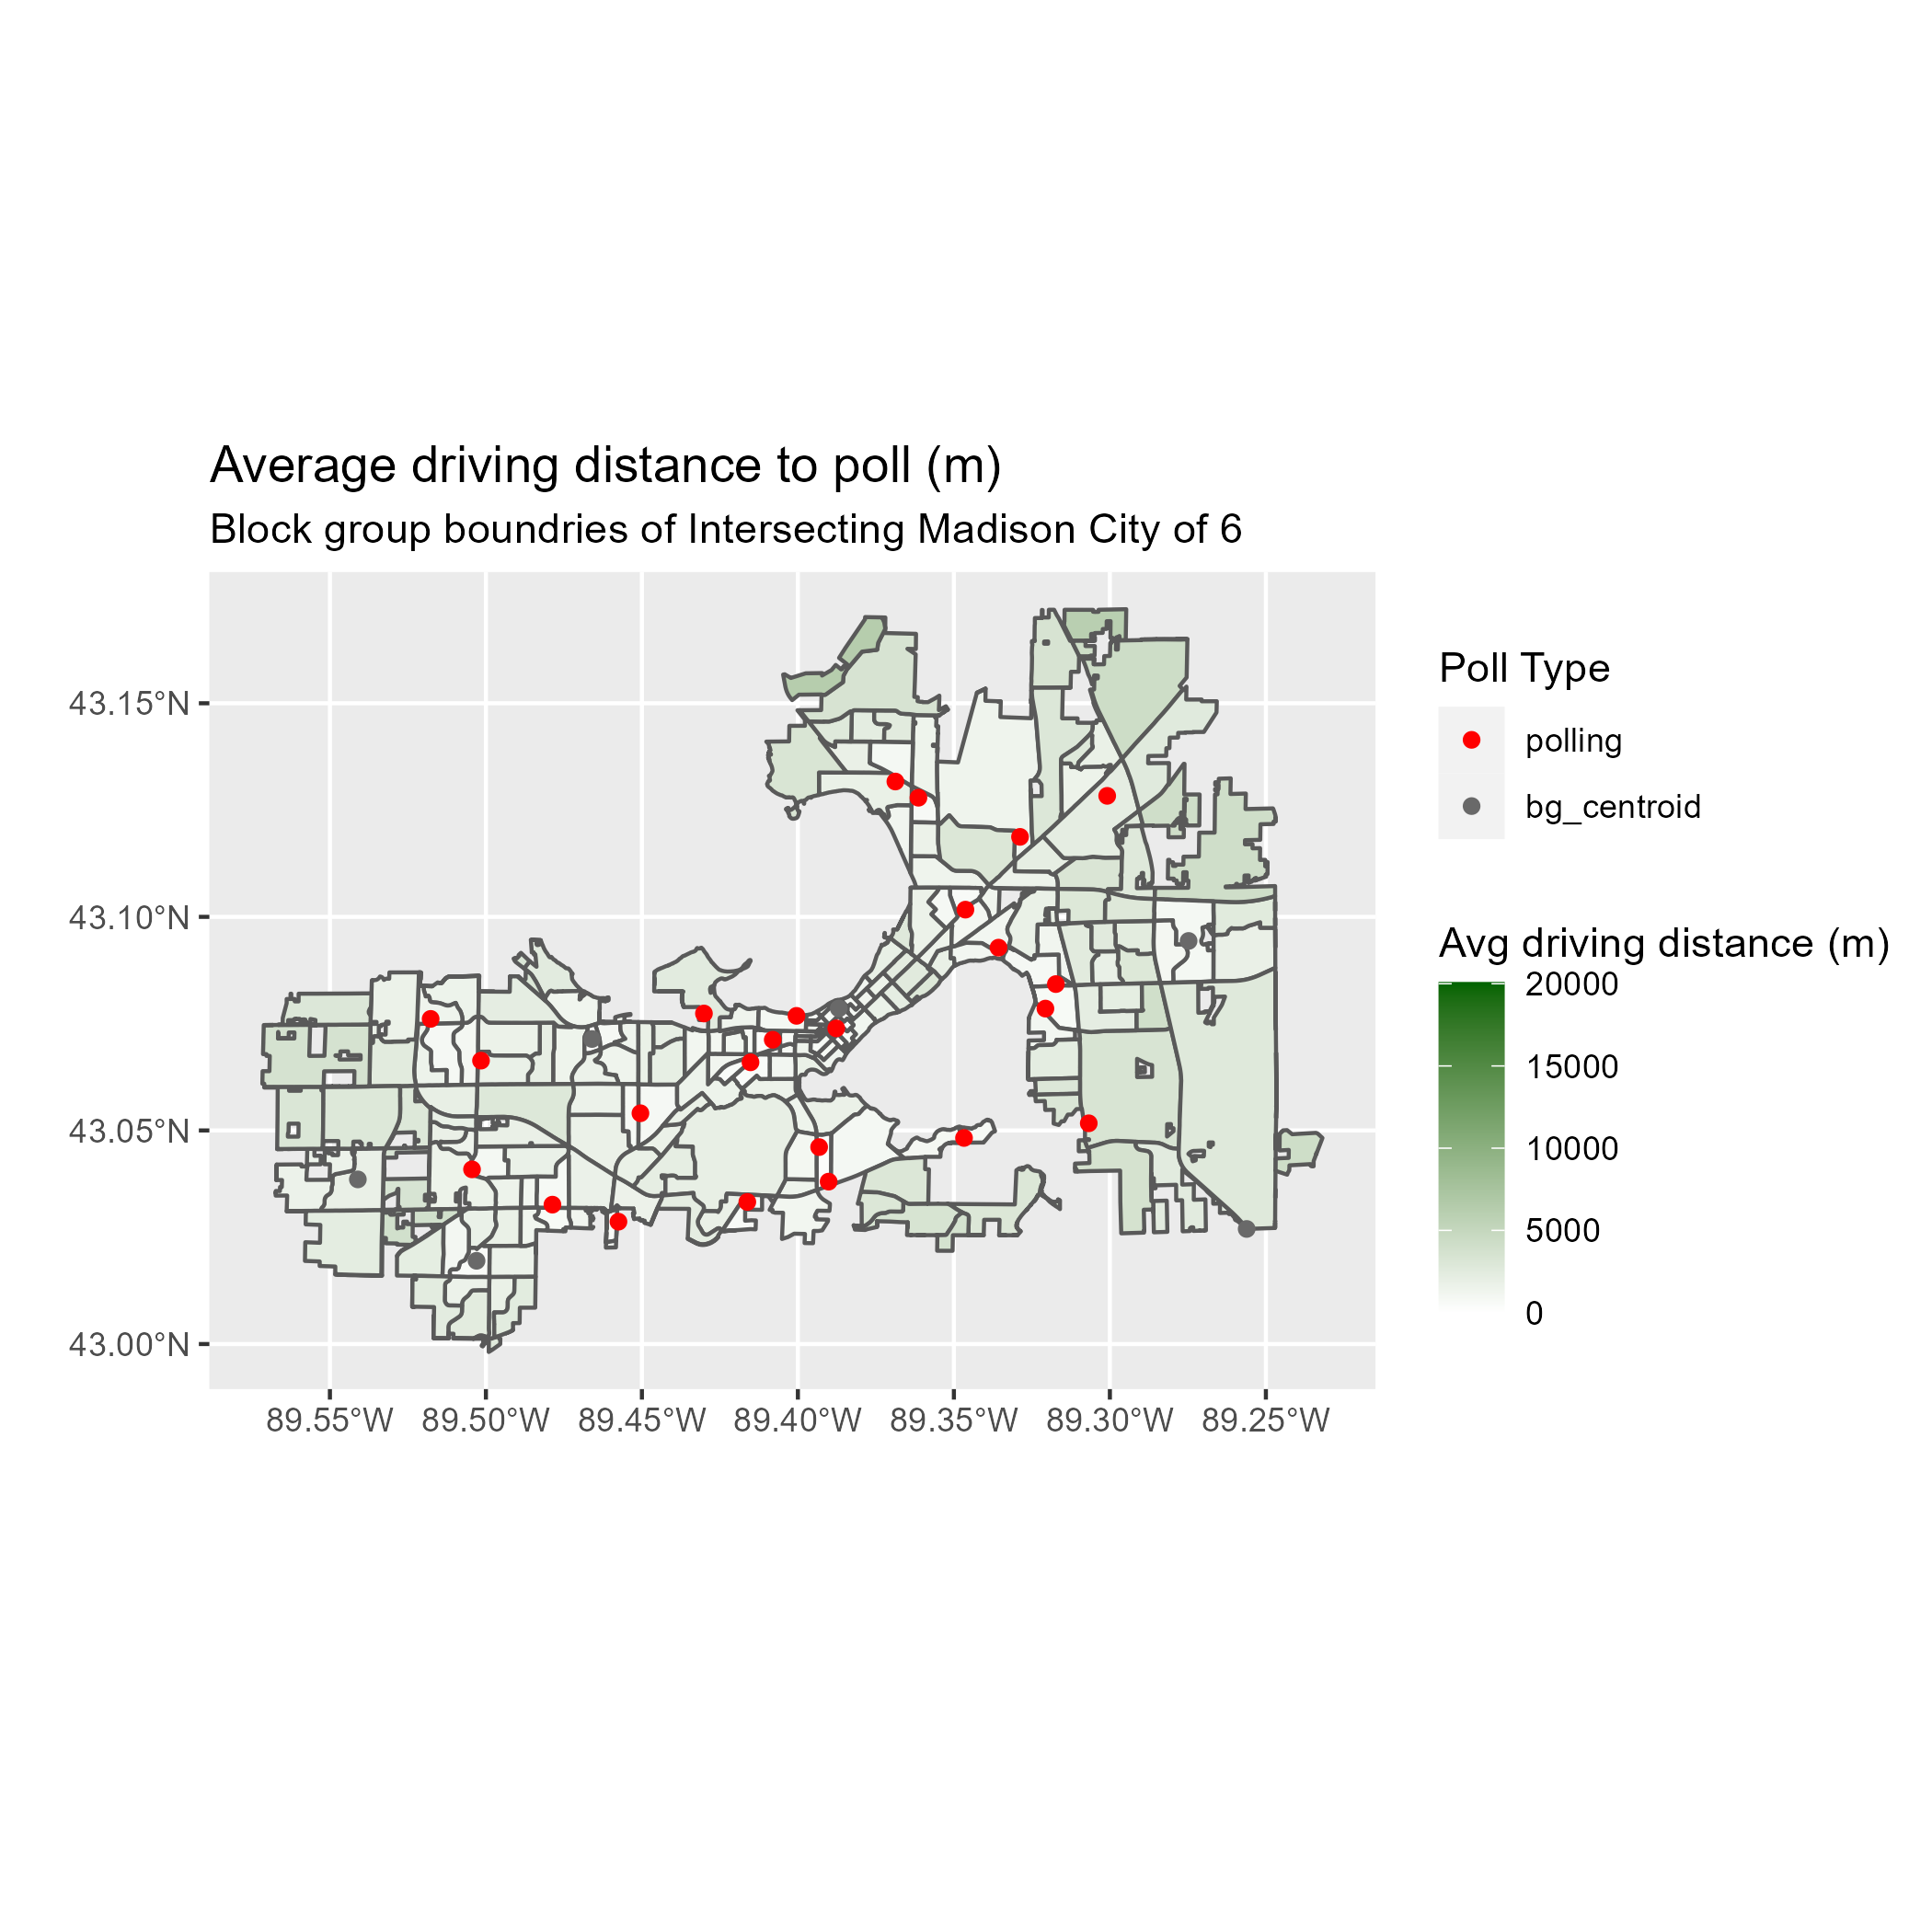 Average driving distance to poll (m)
Block group boundries of Intersecting Madison City of 6
43.15°N
43.10°N
43.05°N
43.00°N
89.55°W
89.50°W
89.45°W
89.40°W
89.35°W
89.30°W
89.25°W
Poll Type
polling
bg_centroid
Avg driving distance (m)
20000
15000
10000
5000
0